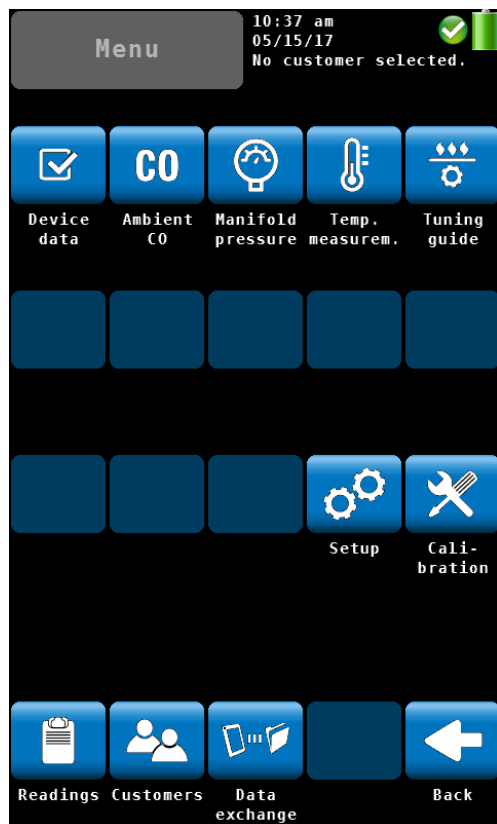 Menu
10:37 am
05/15/17
No customer selected.
CO
Device data
Ambient CO
Manifold pressure
Temp. measurem.
Tuning guide
Setup
Cali-
bration
Readings
Customers
Data exchange
Back